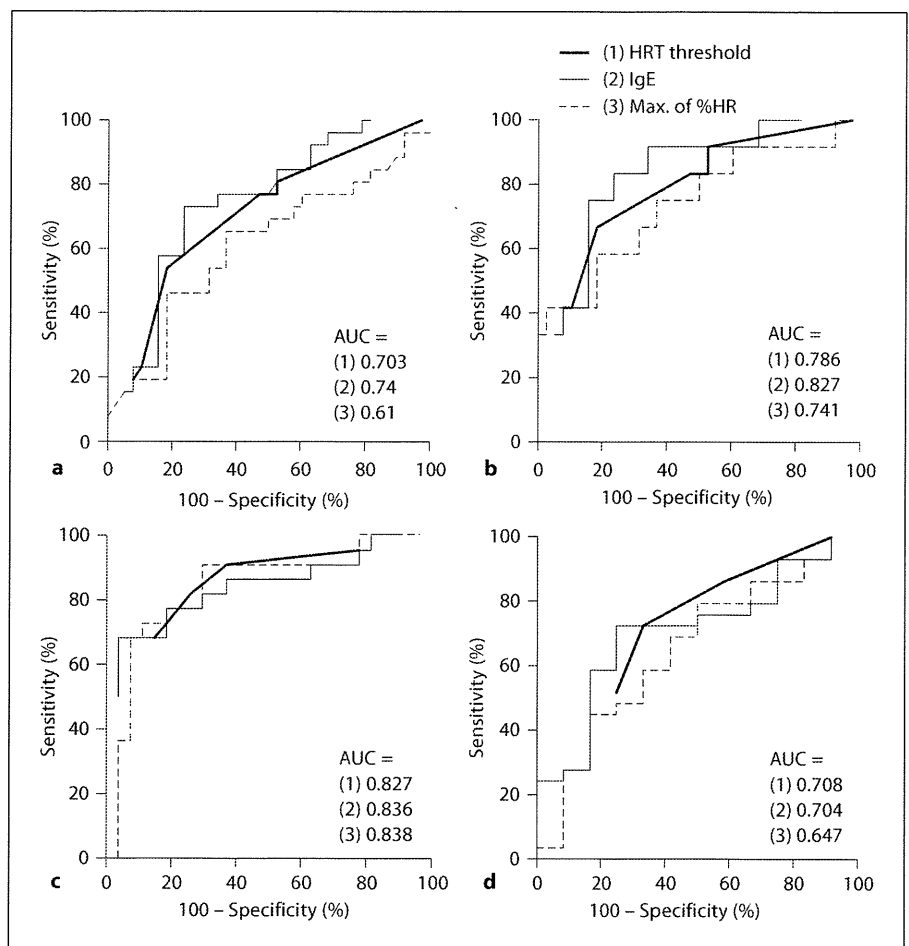 (1) HRT threshold
(2) IgE
(3) Max. of %HR
100
80
60
40
20
0
Sensitivity (%)
AUC =
(1) 0.703
(2) 0.74
(3) 0.61
0 20 40 60 80 100
a
100 – Specificity (%)
100
80
60
40
20
0
Sensitivity (%)
AUC =
(1) 0.786
(2) 0.827
(3) 0.741
0 20 40 60 80 100
b
100 – Specificity (%)
100
80
60
40
20
0
Sensitivity (%)
AUC =
(1) 0.827
(2) 0.836
(3) 0.838
0 20 40 60 80 100
c
100 – Specificity (%)
100
80
60
40
20
0
Sensitivity (%)
AUC =
(1) 0.708
(2) 0.704
(3) 0.647
0 20 40 60 80 100
d
100 – Specificity (%)